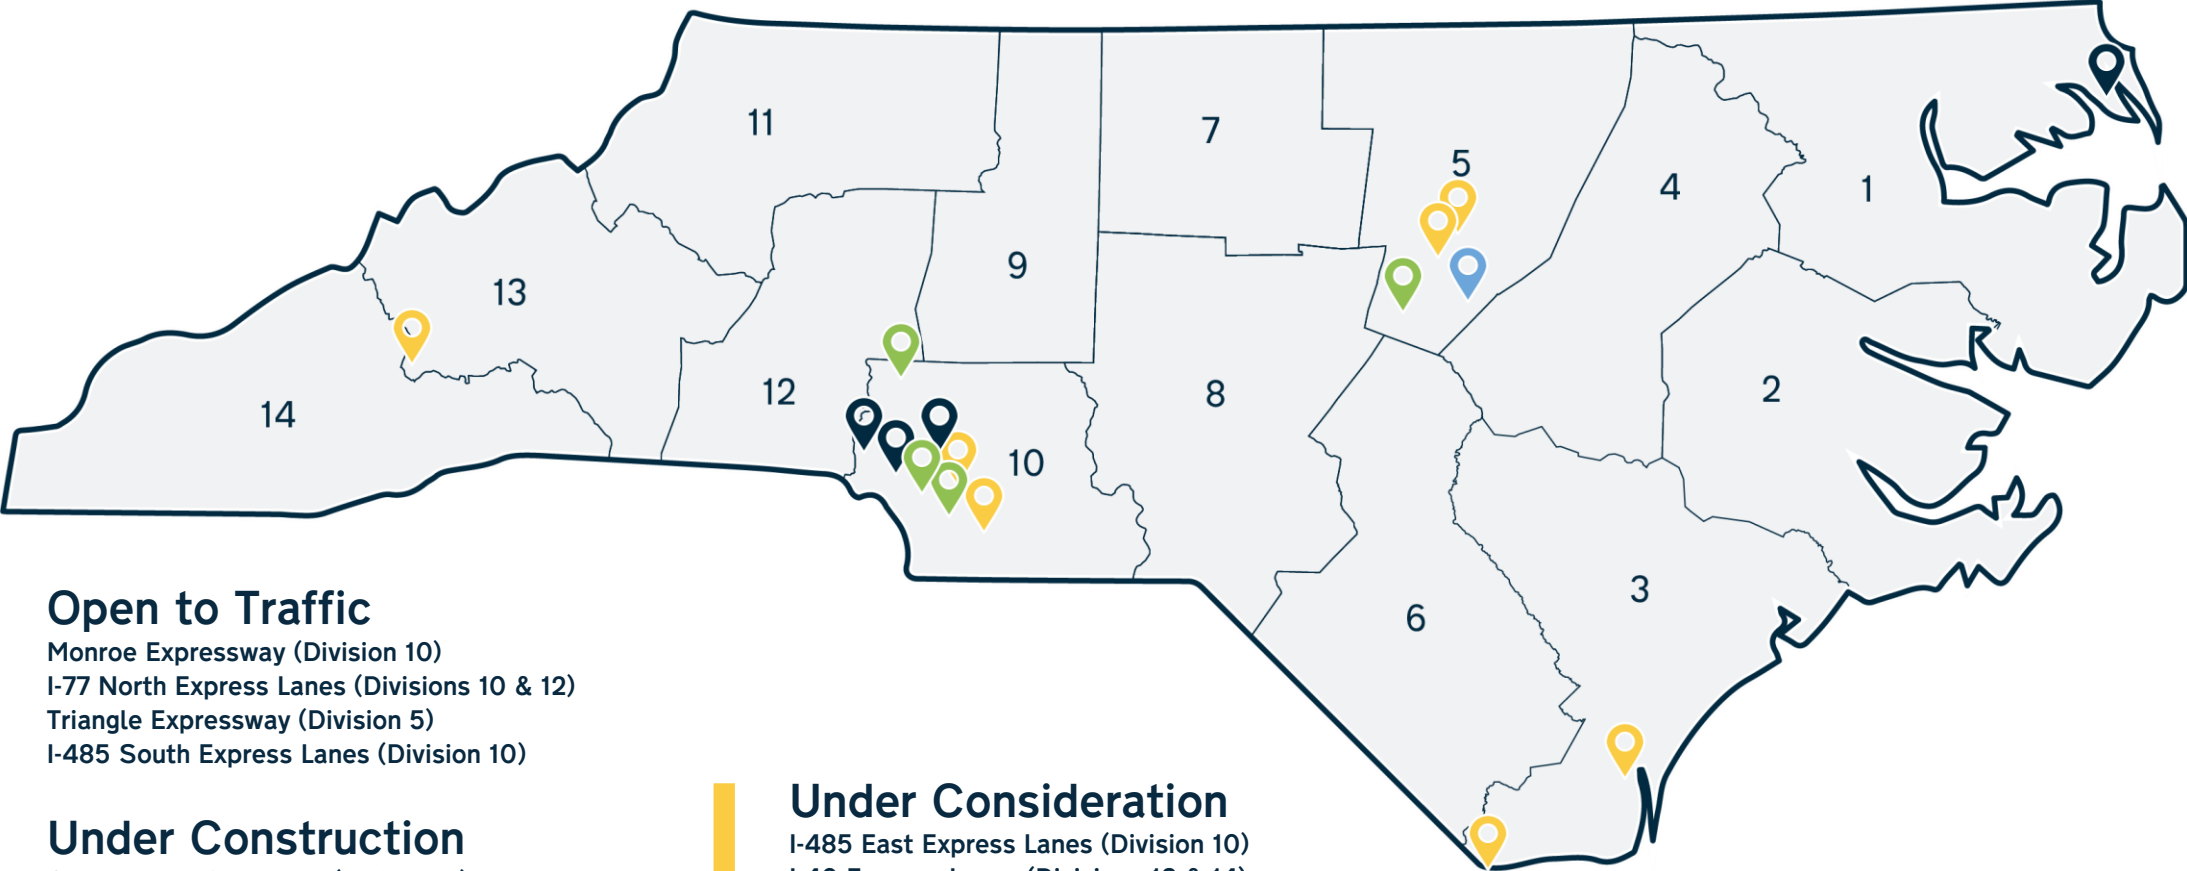 11
7
5
4
1
9
13
12
8
2
14
10
3
6
Open to Traffic
Monroe Expressway (Division 10)
I-77 North Express Lanes (Divisions 10 & 12)
Triangle Expressway (Division 5)
I-485 South Express Lanes (Division 10)
Under Construction
Under Consideration
I-485 East Express Lanes (Division 10)